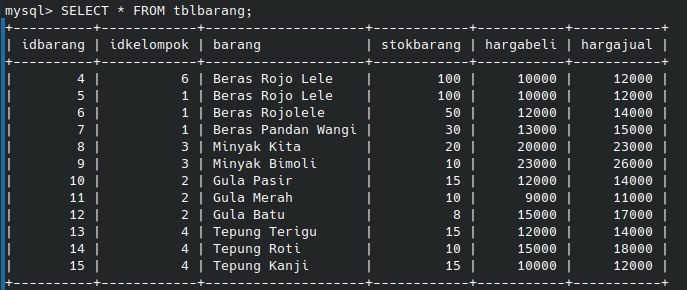 mysql> SELECT * FROM tblbarang;
+----------+------------+--------------------+------------+-----------+-----------+
| idbarang | idkelompok | barang             | stokbarang | hargabeli | hargajual |
+----------+------------+--------------------+------------+-----------+-----------+
|        4 |          6 | Beras Rojo Lele    |        100 |     10000 |     12000 |
|        5 |          1 | Beras Rojo Lele    |        100 |     10000 |     12000 |
|        6 |          1 | Beras Rojolele     |         50 |     12000 |     14000 |
|        7 |          1 | Beras Pandan Wangi |         30 |     13000 |     15000 |
|        8 |          3 | Minyak Kita        |         20 |     20000 |     23000 |
|        9 |          3 | Minyak Bimoli      |         10 |     23000 |     26000 |
|       10 |          2 | Gula Pasir         |         15 |     12000 |     14000 |
|       11 |          2 | Gula Merah         |         10 |      9000 |     11000 |
|       12 |          2 | Gula Batu          |          8 |     15000 |     17000 |
|       13 |          4 | Tepung Terigu      |         15 |     12000 |     14000 |
|       14 |          4 | Tepung Roti        |         10 |     15000 |     18000 |
|       15 |          4 | Tepung Kanji       |         15 |     10000 |     12000 |
+----------+------------+--------------------+------------+-----------+-----------+